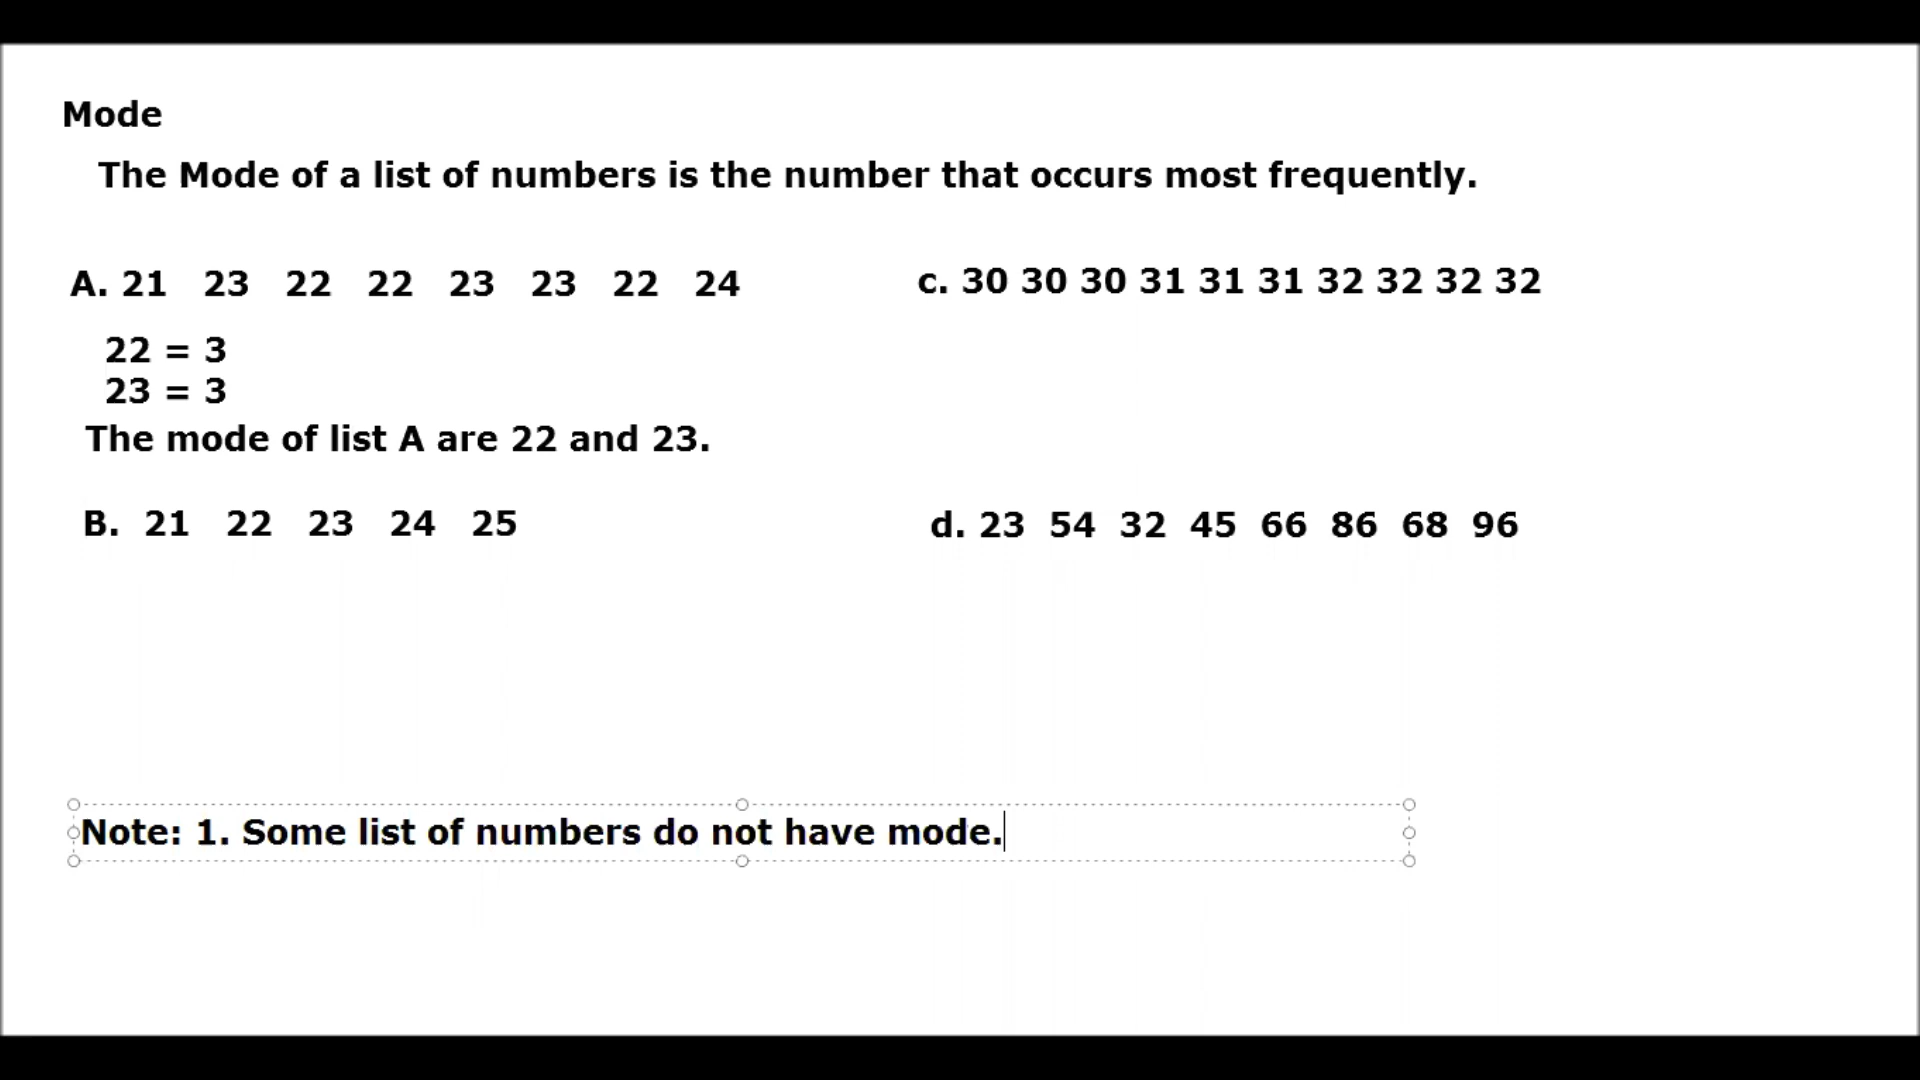 Mode
The Mode of a list of numbers is the number that occurs most frequently.
A. 21 23 22 22 23 23 22 24
22 = 3
23 = 3
The mode of list A are 22 and 23.
B. 21 22 23 24 25
c. 30 30 30 31 31 31 32 32 32 32
d. 23 54 32 45 66 86 68 96
Note: 1. Some list of numbers do not have mode.